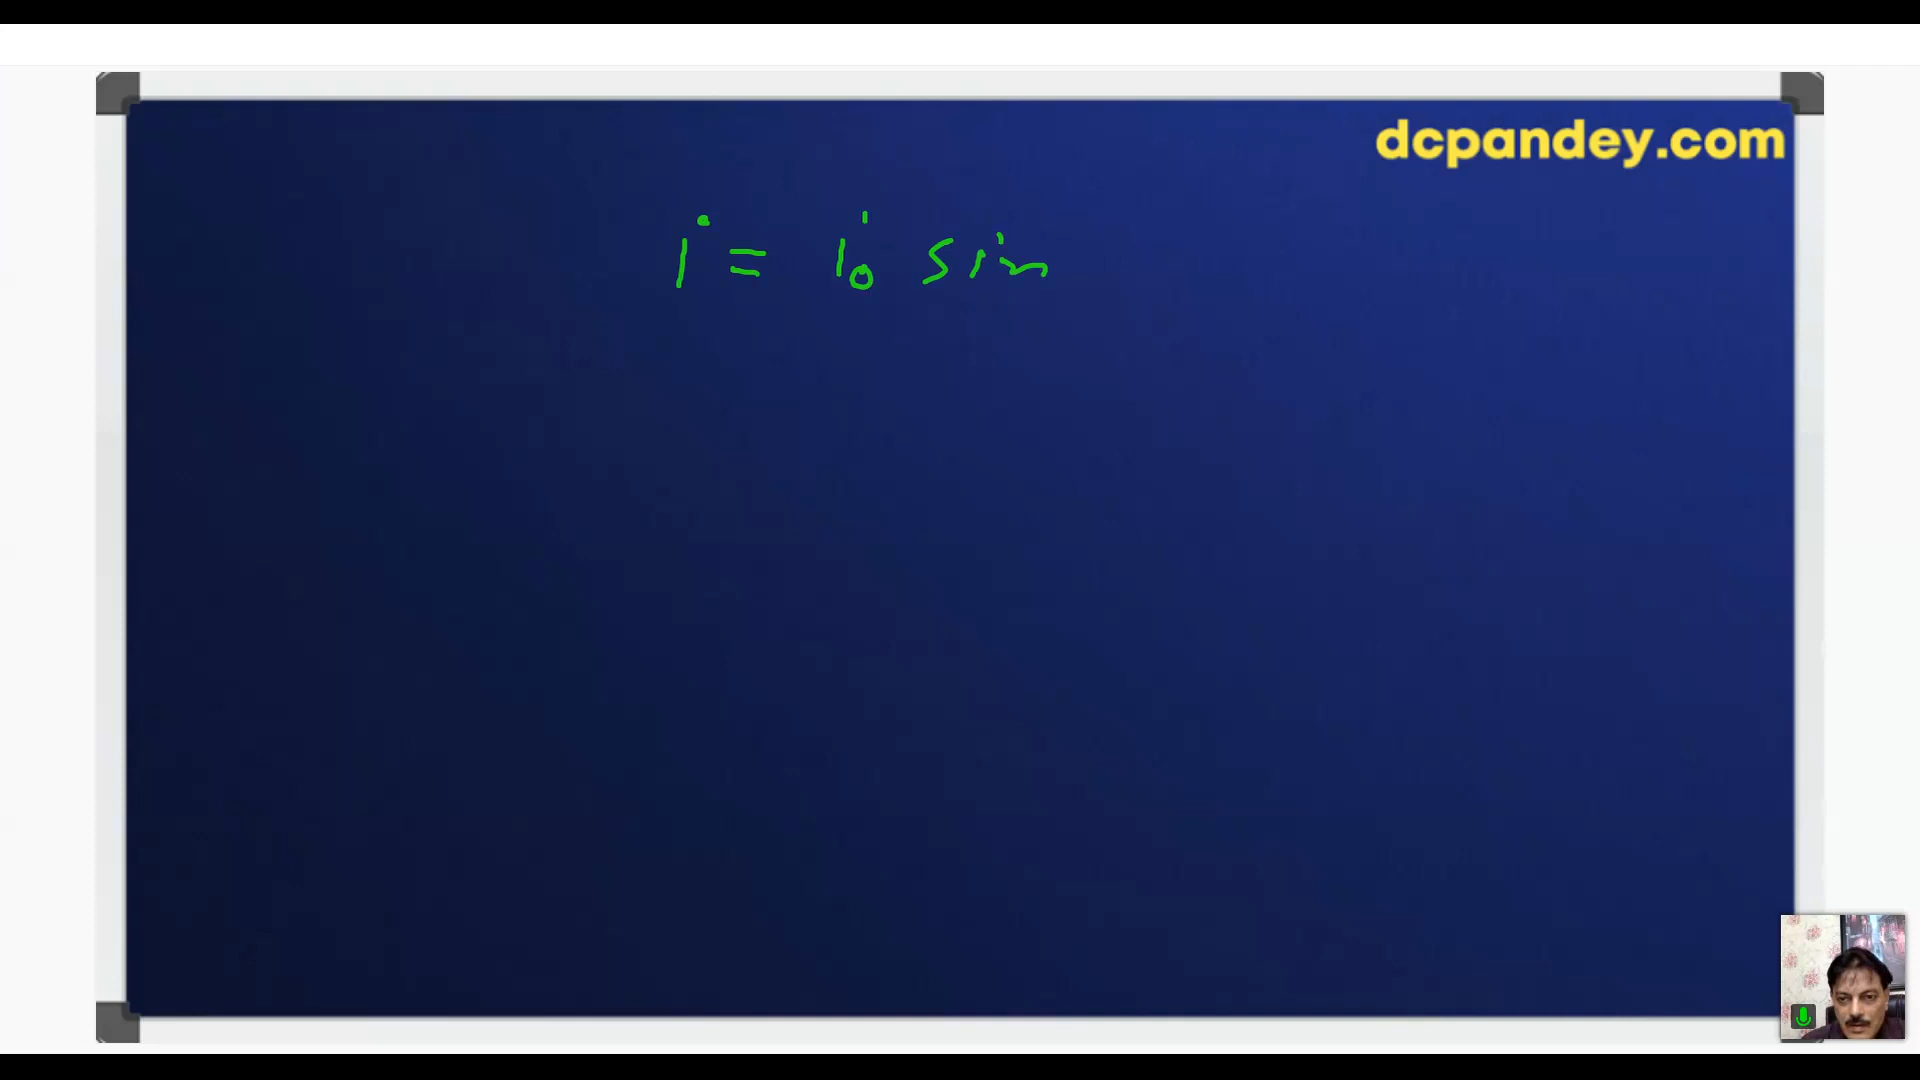 dcpandey.com
i = i₀ sin